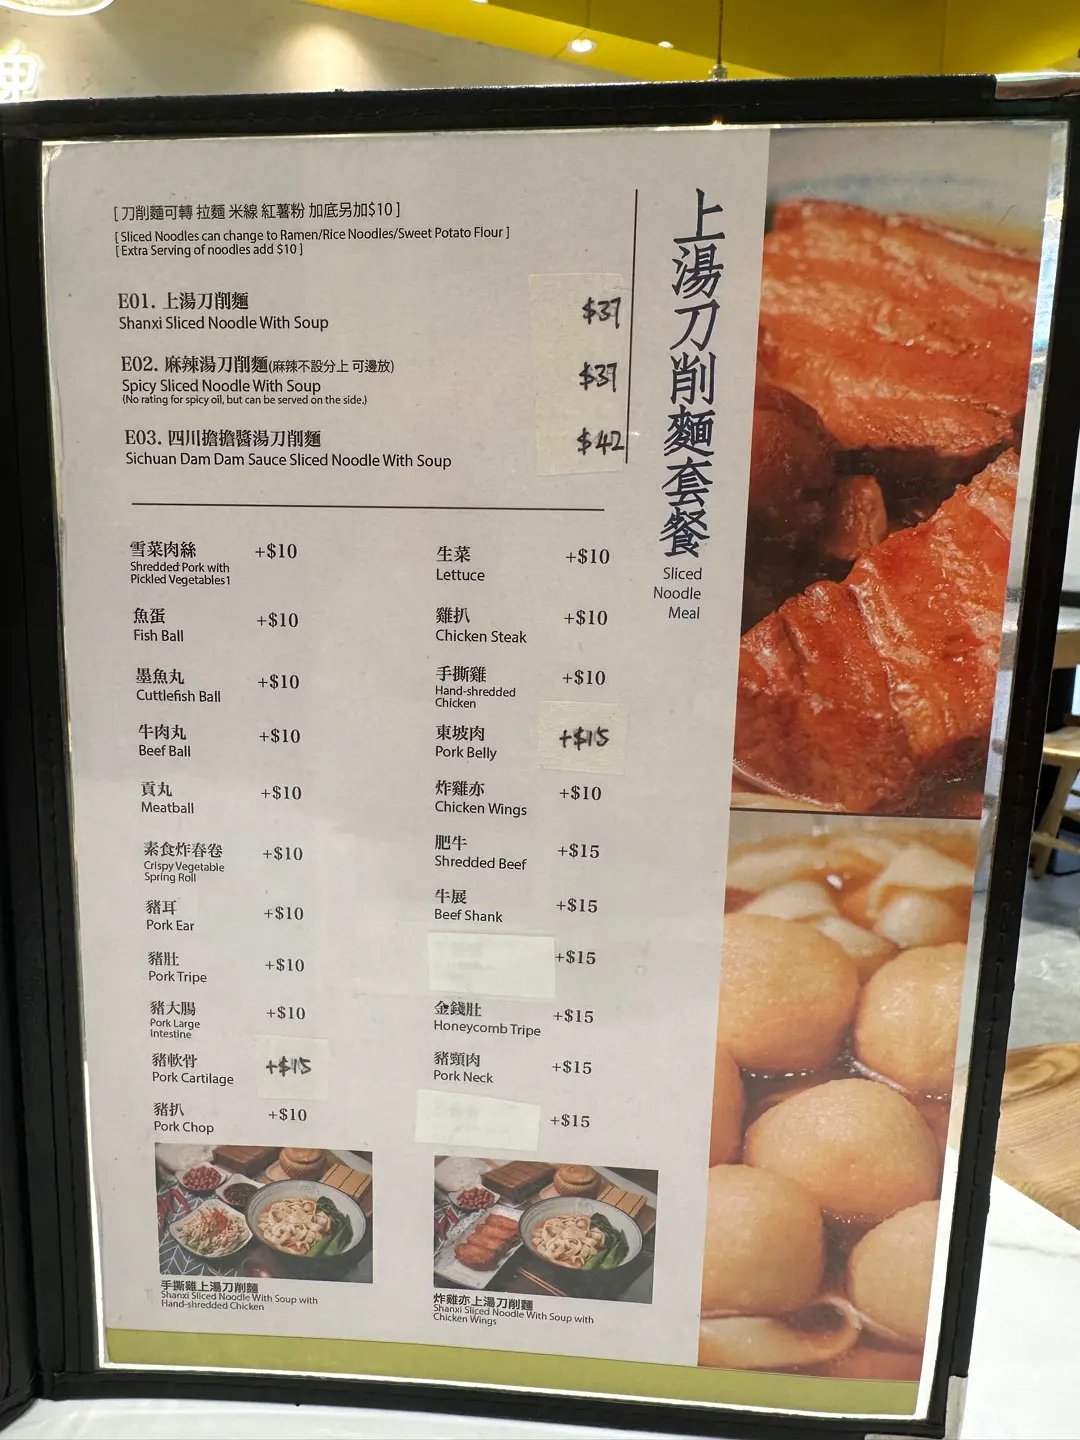 [ 刀削麵可轉 拉麵 米線 紅薯粉 加底另加$10 ]
[ Sliced Noodles can change to Ramen/Rice Noodles/Sweet Potato Flour ]
[ Extra Serving of noodles add $10 ]
E01. 上湯刀削麵
Shanxi Sliced Noodle With Soup
$37
E02. 麻辣湯刀削麵(麻辣不設分上 可邊放)
Spicy Sliced Noodle With Soup
(No rating for spicy oil, but can be served on the side.)
$37
E03. 四川擔擔醬湯刀削麵
Sichuan Dam Dam Sauce Sliced Noodle With Soup
$42
上湯刀削麵套餐
Sliced
Noodle
Meal
雪菜肉絲 +$10
Shredded Pork with
Pickled Vegetables1
魚蛋 +$10
Fish Ball
墨魚丸 +$10
Cuttlefish Ball
牛肉丸 +$10
Beef Ball
貢丸 +$10
Meatball
素食炸春卷 +$10
Crispy Vegetable
Spring Roll
豬耳 +$10
Pork Ear
豬肚 +$10
Pork Tripe
豬大腸 +$10
Pork Large
Intestine
豬軟骨 +$15
Pork Cartilage
豬扒 +$10
Pork Chop
生菜 +$10
Lettuce
雞扒 +$10
Chicken Steak
手撕雞 +$10
Hand-shredded
Chicken
東坡肉 +$15
Pork Belly
炸雞亦 +$10
Chicken Wings
肥牛 +$15
Shredded Beef
牛展 +$15
Beef Shank
+$15
金錢肚 +$15
Honeycomb Tripe
豬頸肉 +$15
Pork Neck
+$15
手撕雞上湯刀削麵
Shanxi Sliced Noodle With Soup with
Hand-shredded Chicken
炸雞亦上湯刀削麵
Shanxi Sliced Noodle With Soup with
Chicken Wings